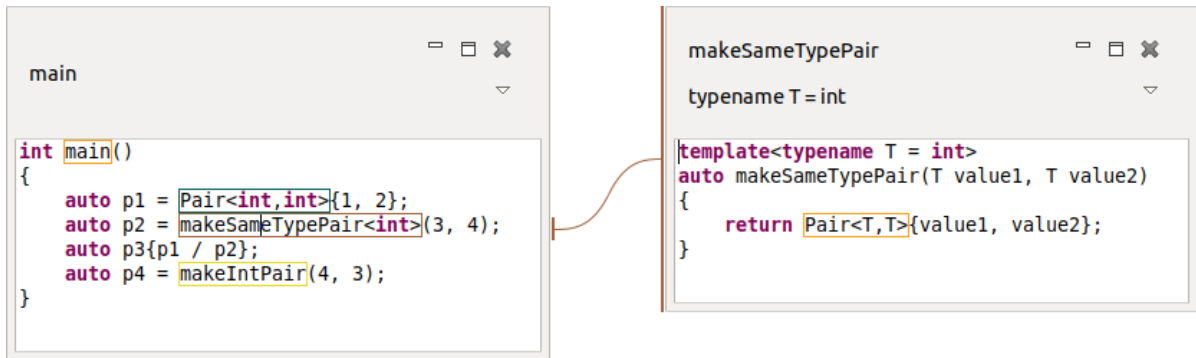 main
int main()
{
    auto p1 = Pair<int,int>{1, 2};
    auto p2 = makeSameTypePair<int>(3, 4);
    auto p3{p1 / p2};
    auto p4 = makeIntPair(4, 3);
}
makeSameTypePair
typename T = int
template<typename T = int>
auto makeSameTypePair(T value1, T value2)
{
    return Pair<T,T>{value1, value2};
}